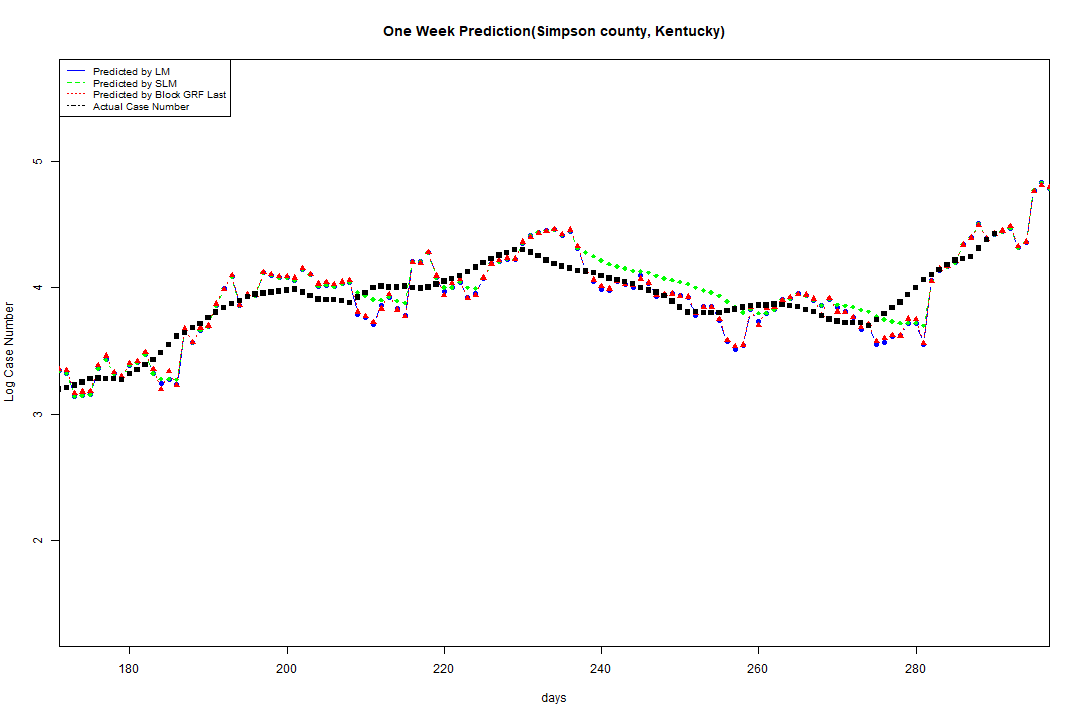 One Week Prediction(Simpson county, Kentucky)
Predicted by LM
Predicted by SLM
Predicted by Block GRF Last
Actual Case Number
5
4
3
2
Log Case Number
180 200 220 240 260 280
days